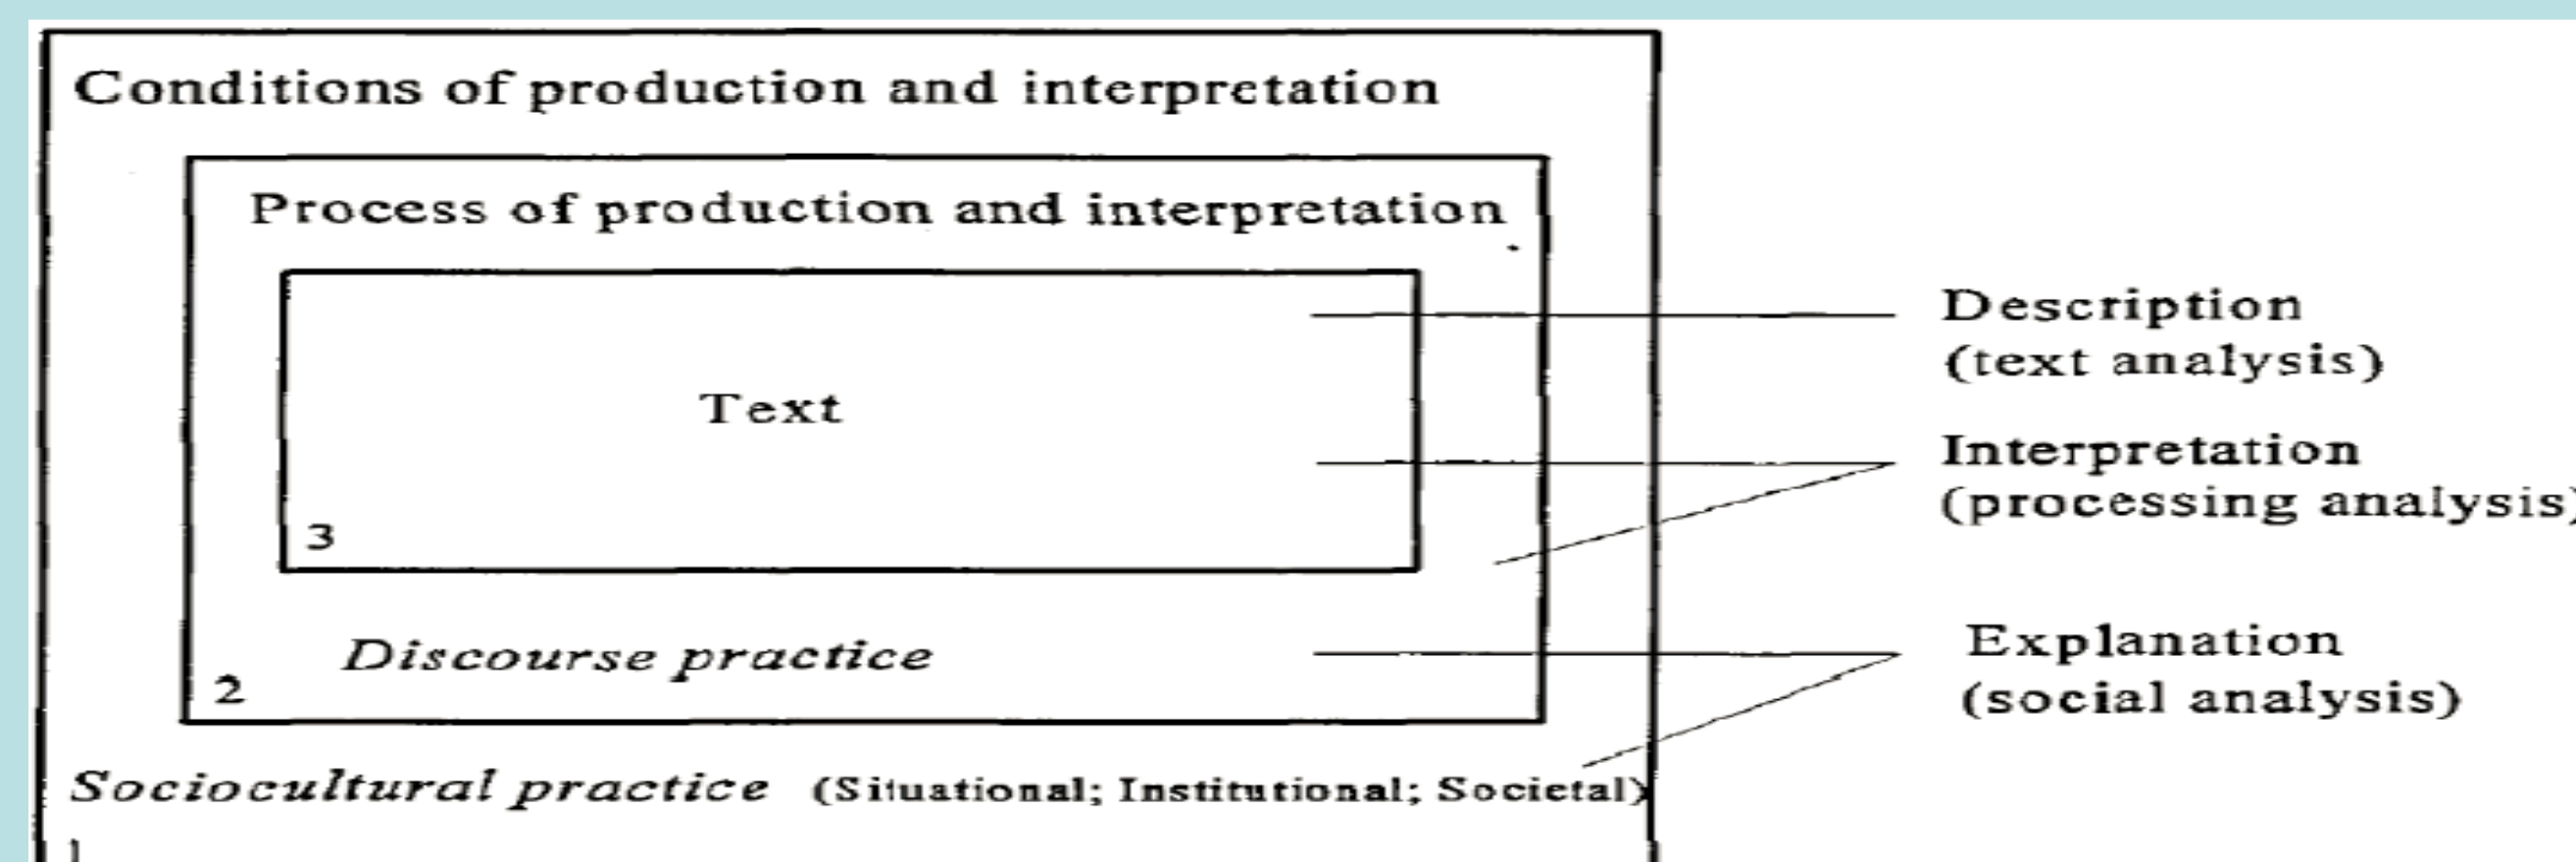 Conditions of production and interpretation
Process of production and interpretation
Description
(text analysis)
Text
Interpretation
(processing analysis)
3
Discourse practice
Explanation
(social analysis)
2
Sociocultural practice (Situational; Institutional; Societal)
1